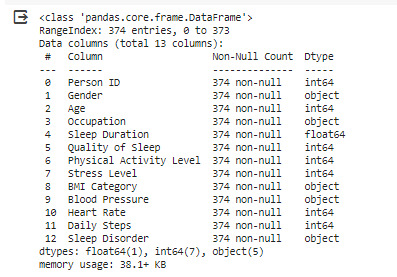 <class 'pandas.core.frame.DataFrame'>
RangeIndex: 374 entries, 0 to 373
Data columns (total 13 columns):
 #   Column                   Non-Null Count  Dtype
---  ------                   --------------  -----
 0   Person ID                374 non-null    int64
 1   Gender                   374 non-null    object
 2   Age                      374 non-null    int64
 3   Occupation               374 non-null    object
 4   Sleep Duration           374 non-null    float64
 5   Quality of Sleep         374 non-null    int64
 6   Physical Activity Level  374 non-null    int64
 7   Stress Level             374 non-null    int64
 8   BMI Category             374 non-null    object
 9   Blood Pressure           374 non-null    object
 10  Heart Rate               374 non-null    int64
 11  Daily Steps              374 non-null    int64
 12  Sleep Disorder           374 non-null    object
dtypes: float64(1), int64(7), object(5)
memory usage: 38.1+ KB